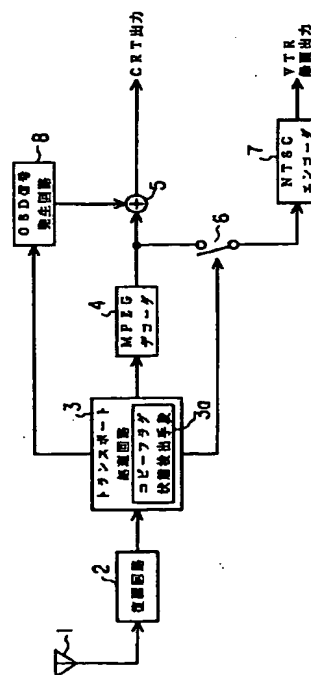 1
2
復調回路
3
トランスポート
処理回路
コピーフラグ
状態検出手段
3a
4
MPEG
デコーダ
5
CRT出力
8
OSD信号
発生回路
6
7
NTSC
エンコーダ
VTR
録画出力